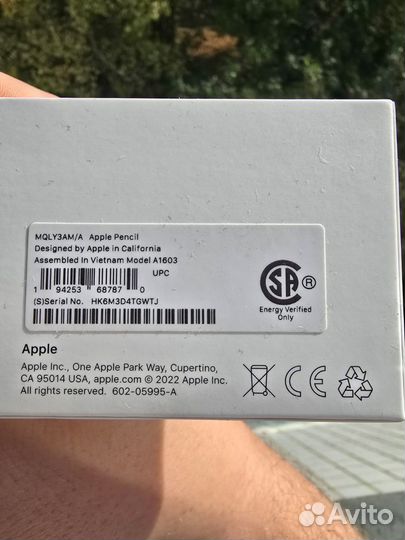 MQLY3AM/A Apple Pencil
Designed by Apple in California
Assembled In Vietnam Model A1603
UPC
1 94253 68787 0
(S)Serial No. HK6M3D4TGWTJ
SA ®
Energy Verified
Only
Apple
Apple Inc., One Apple Park Way, Cupertino,
CA 95014 USA, apple.com © 2022 Apple Inc.
All rights reserved. 602-05995-A
CE
Avito